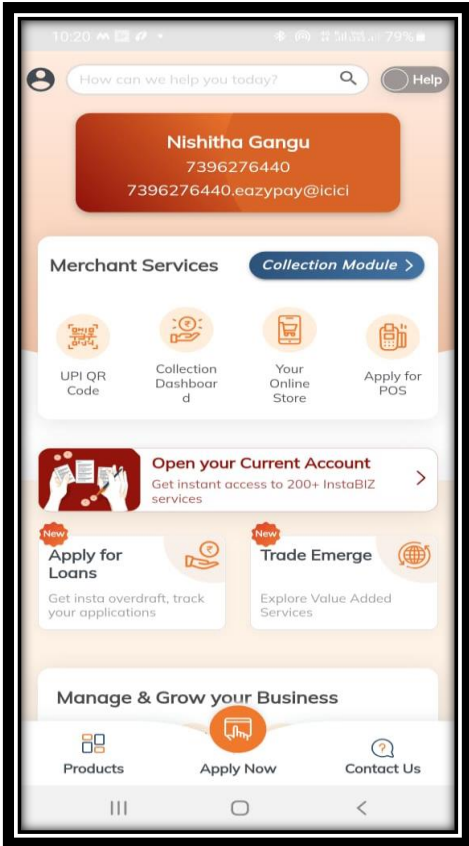 10:20
79%
How can we help you today?
Help
Nishitha Gangu
7396276440
7396276440.eazypay@icici
Merchant Services
Collection Module >
UPI QR
Code
Collection
Dashboar
d
Your
Online
Store
Apply for
POS
Open your Current Account
Get instant access to 200+ InstaBIZ
services
New
Apply for
Loans
Get insta overdraft, track
your applications
New
Trade Emerge
Explore Value Added
Services
Manage & Grow your Business
Products
Apply Now
Contact Us